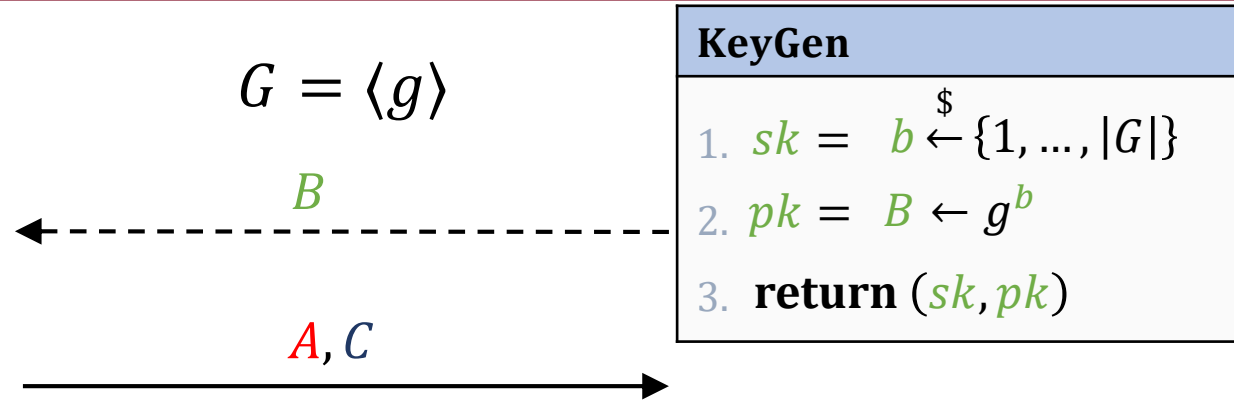 G = ⟨g⟩
B
A, C
KeyGen
1. sk = b $← {1, … , |G|}
2. pk = B ← g^b
3. return (sk, pk)